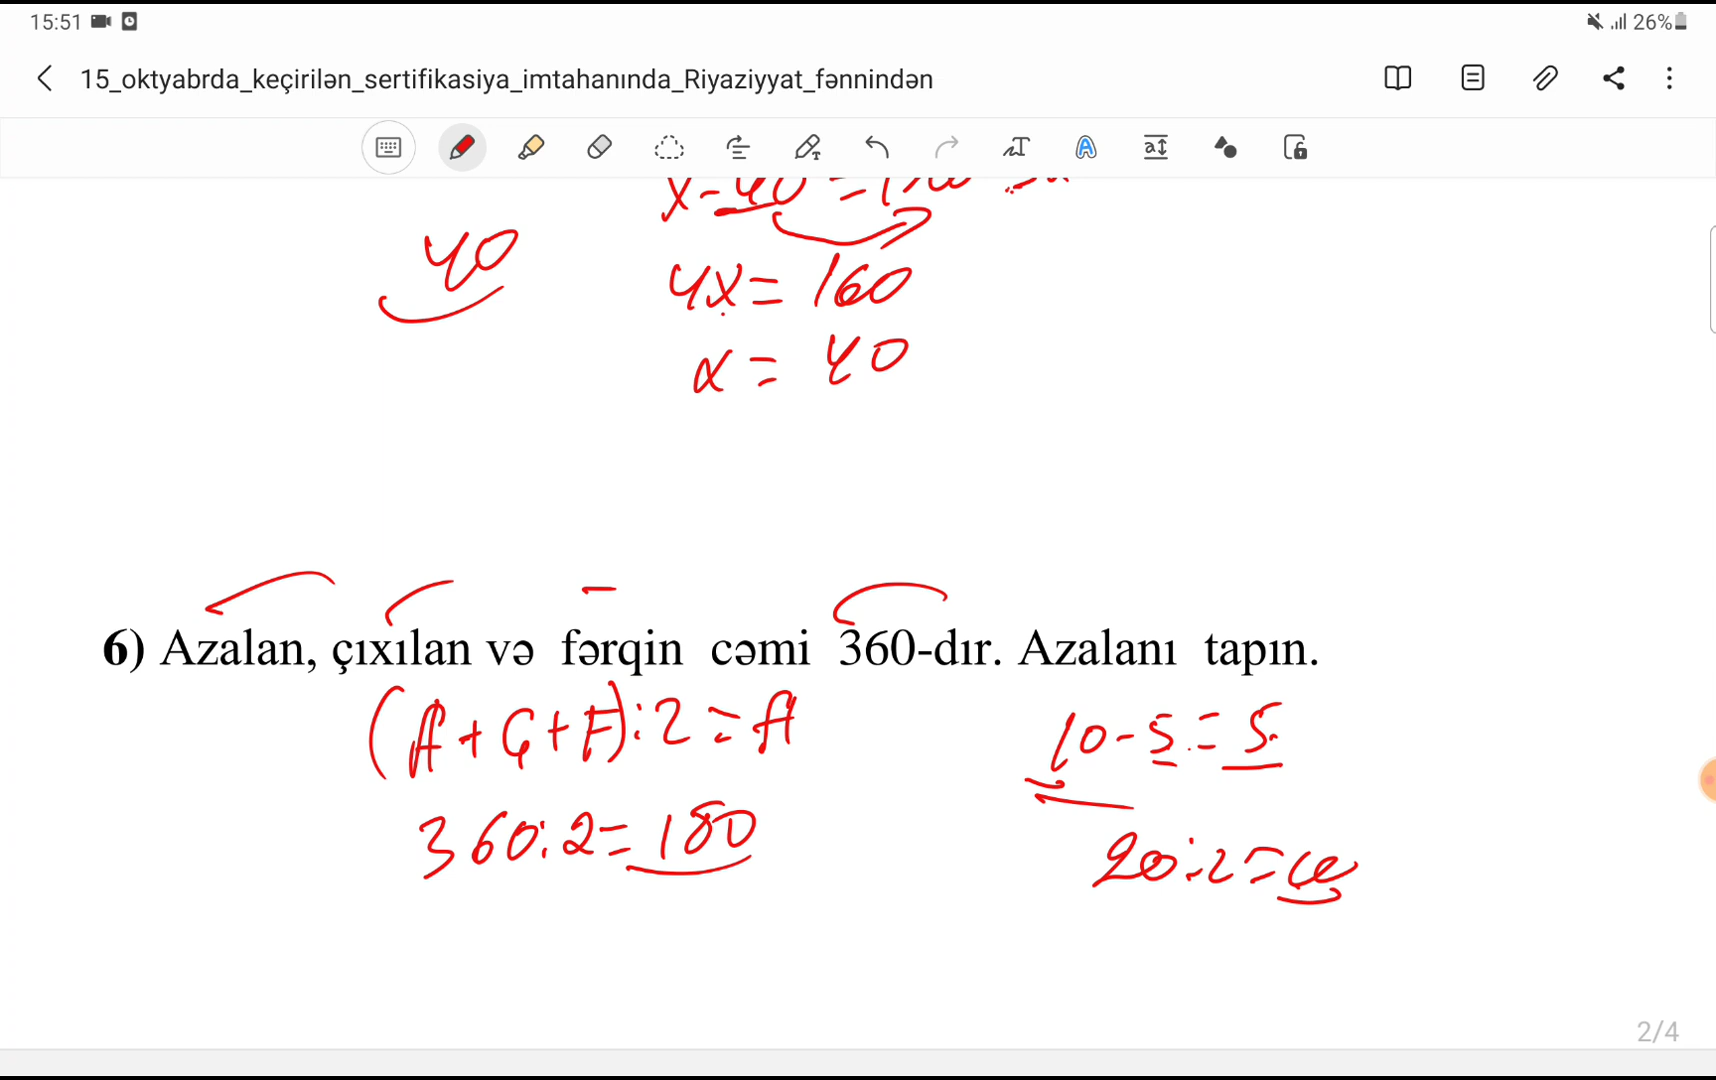 15:51 26%
15_oktyabrda_keçirilən_sertifikasiya_imtahanında_Riyaziyyat_fənnindən
x-40=
40
4x=160
x=40
6) Azalan, çıxılan və fərqin cəmi 360-dır. Azalanı tapın.
(A+Ç+F):2=A
10-5=5
360:2=180
20:2=10
2/4